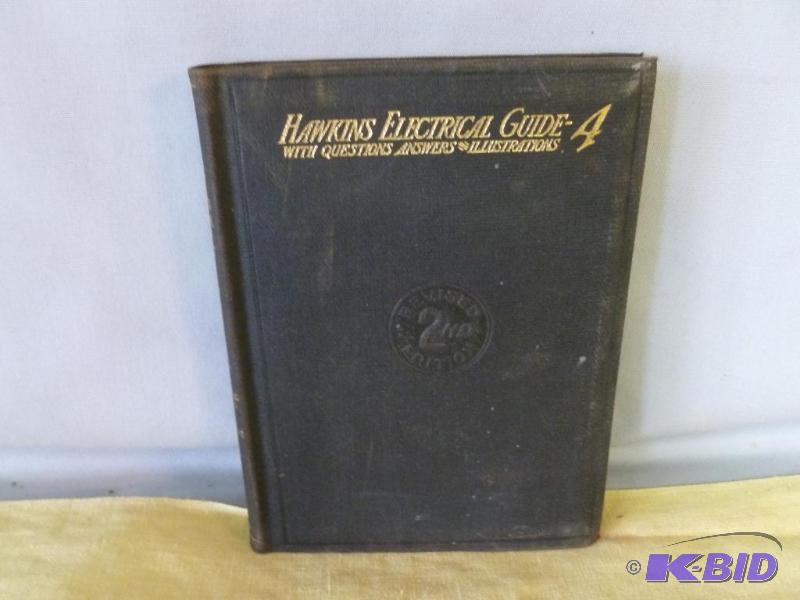 HAWKINS ELECTRICAL GUIDE-4
WITH QUESTIONS ANSWERS & ILLUSTRATIONS
REVISED
2ND
EDITION
© K-BID